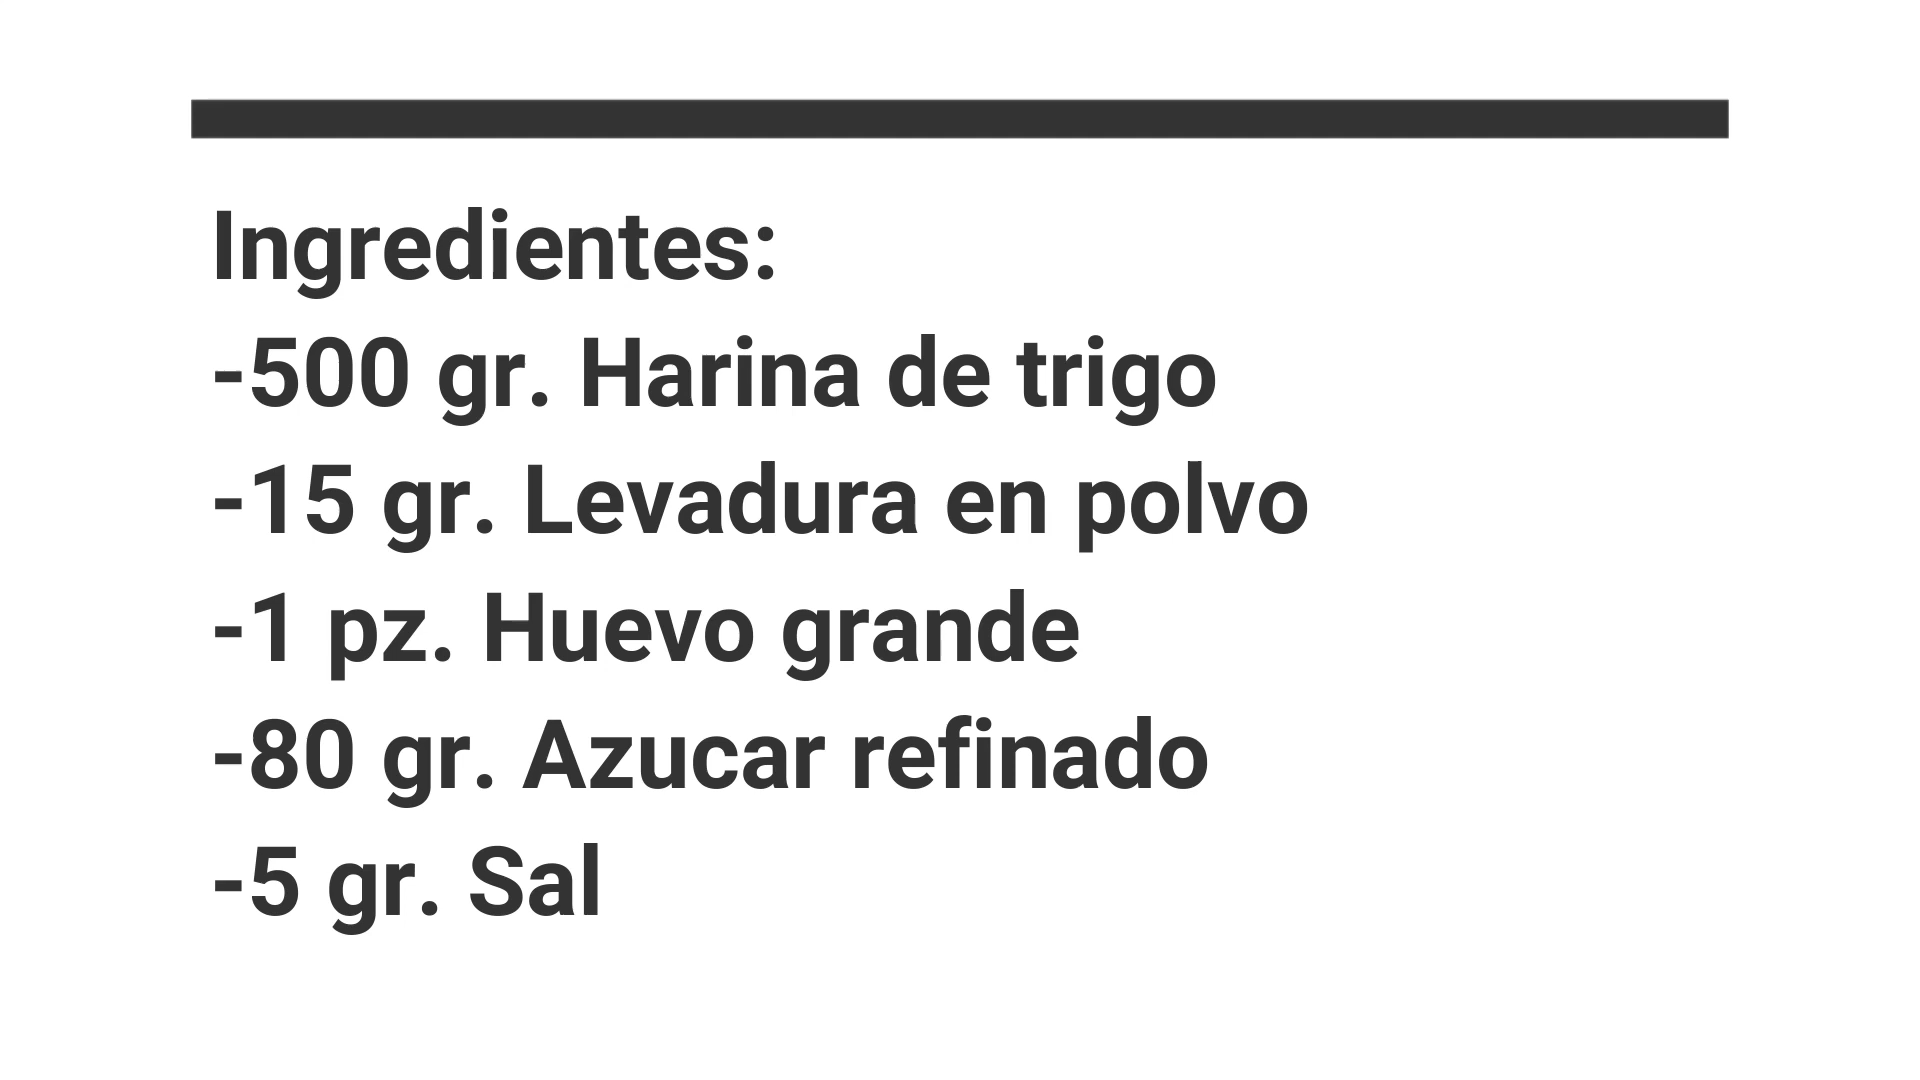 Ingredientes:
-500 gr. Harina de trigo
-15 gr. Levadura en polvo
-1 pz. Huevo grande
-80 gr. Azucar refinado
-5 gr. Sal